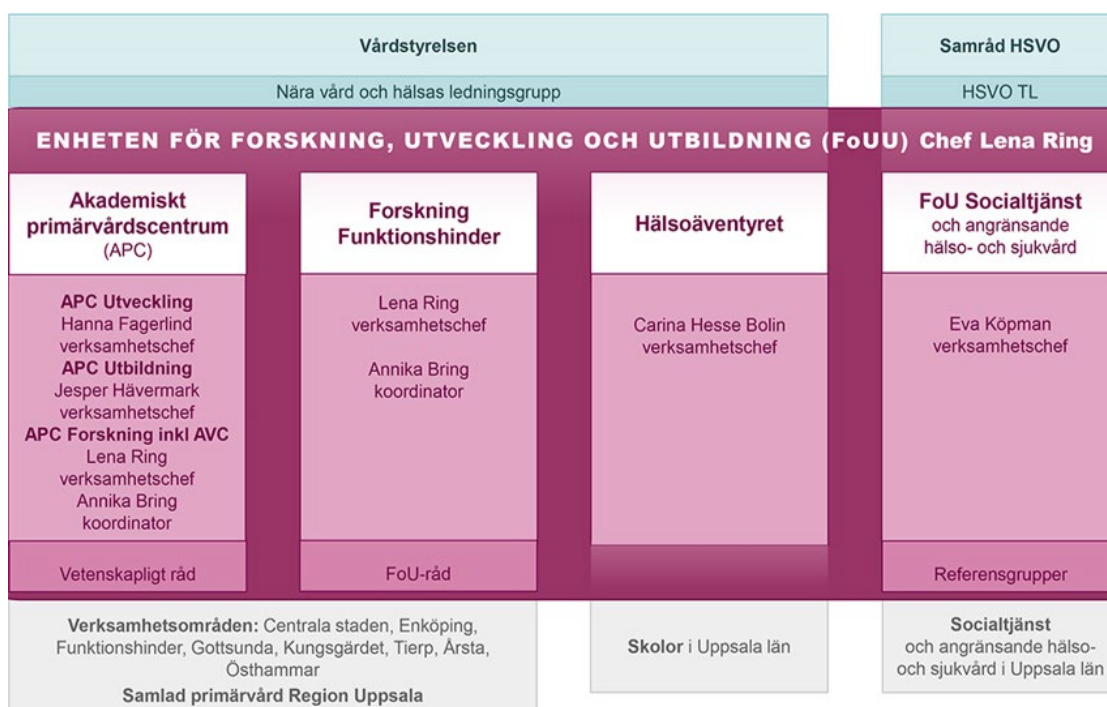 Vårdstyrelsen
Nära vård och hälsas ledningsgrupp
Samråd HSVO
HSVO TL
ENHETEN FÖR FORSKNING, UTVECKLING OCH UTBILDNING (FoUU) Chef Lena Ring
Akademiskt
primärvårdscentrum
(APC)
APC Utveckling
Hanna Fagerlind
verksamhetschef
APC Utbildning
Jesper Hävermark
verksamhetschef
APC Forskning inkl AVC
Lena Ring
verksamhetschef
Annika Bring
koordinator
Vetenskapligt råd
Forskning
Funktionshinder
Lena Ring
verksamhetschef
Annika Bring
koordinator
FoU-råd
Verksamhetsområden: Centrala staden, Enköping,
Funktionshinder, Gottsunda, Kungsgärdet, Tierp, Årsta,
Östhammar
Samlad primärvård Region Uppsala
Hälsoäventyret
Carina Hesse Bolin
verksamhetschef
Skolor i Uppsala län
FoU Socialtjänst
och angränsande
hälso- och sjukvård
Eva Köpman
verksamhetschef
Referensgrupper
Socialtjänst
och angränsande hälso-
och sjukvård i Uppsala län